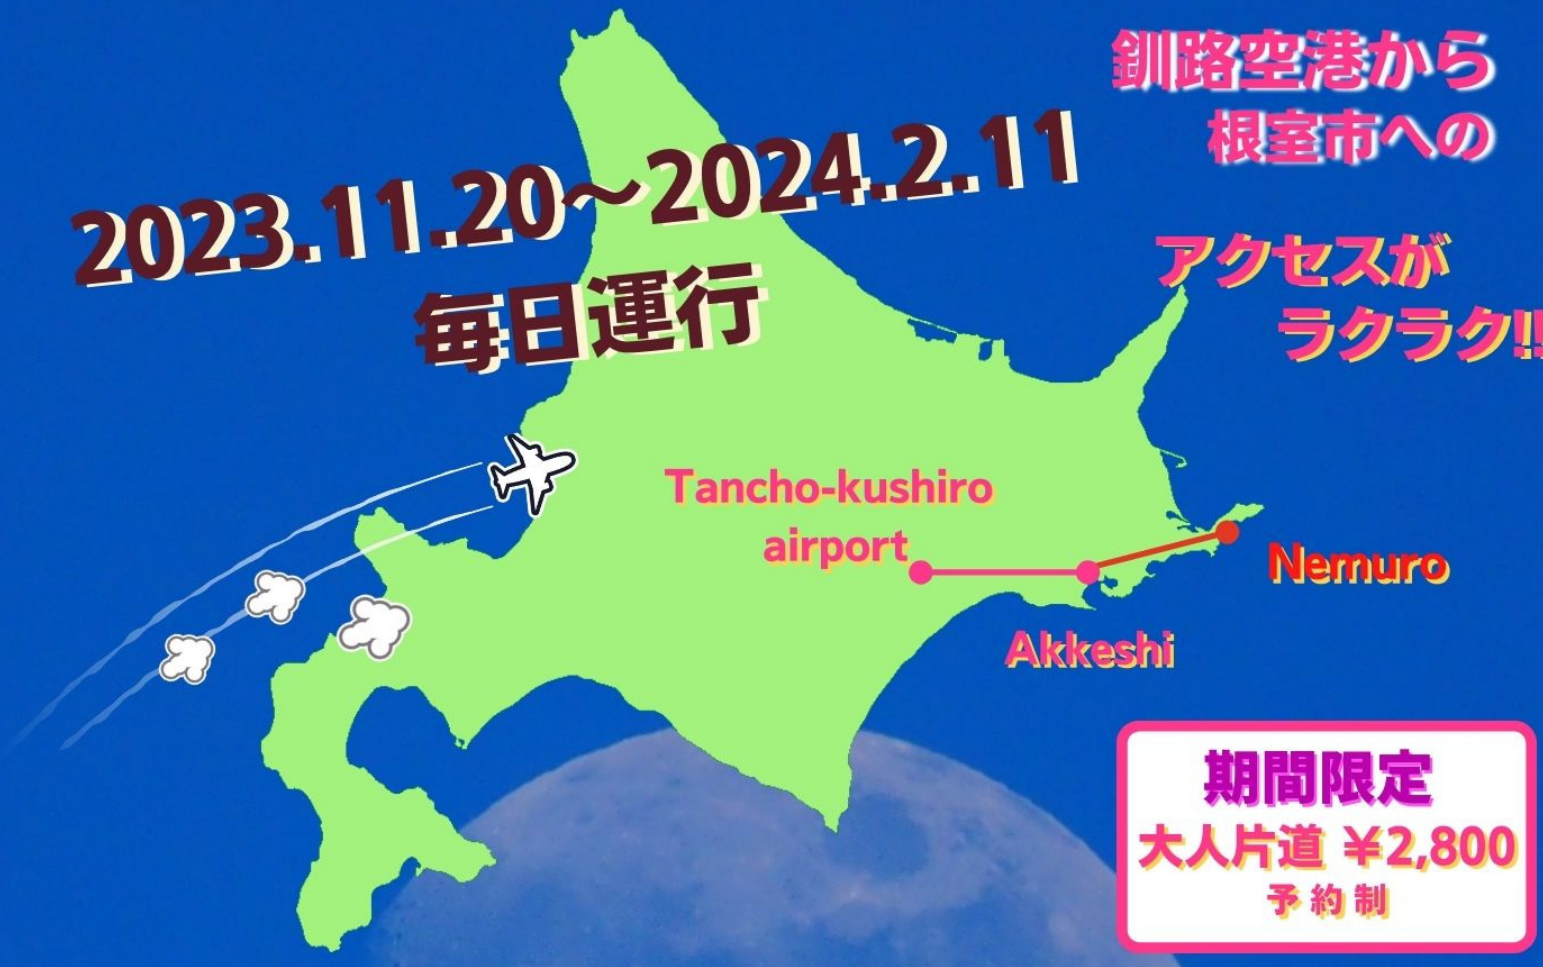 釧路空港から
根室市への
2023.11.20～2024.2.11
毎日運行
アクセスが
ラクラク!!
Tancho-kushiro
airport
Nemuro
Akkeshi
期間限定
大人片道 ¥2,800
予約制